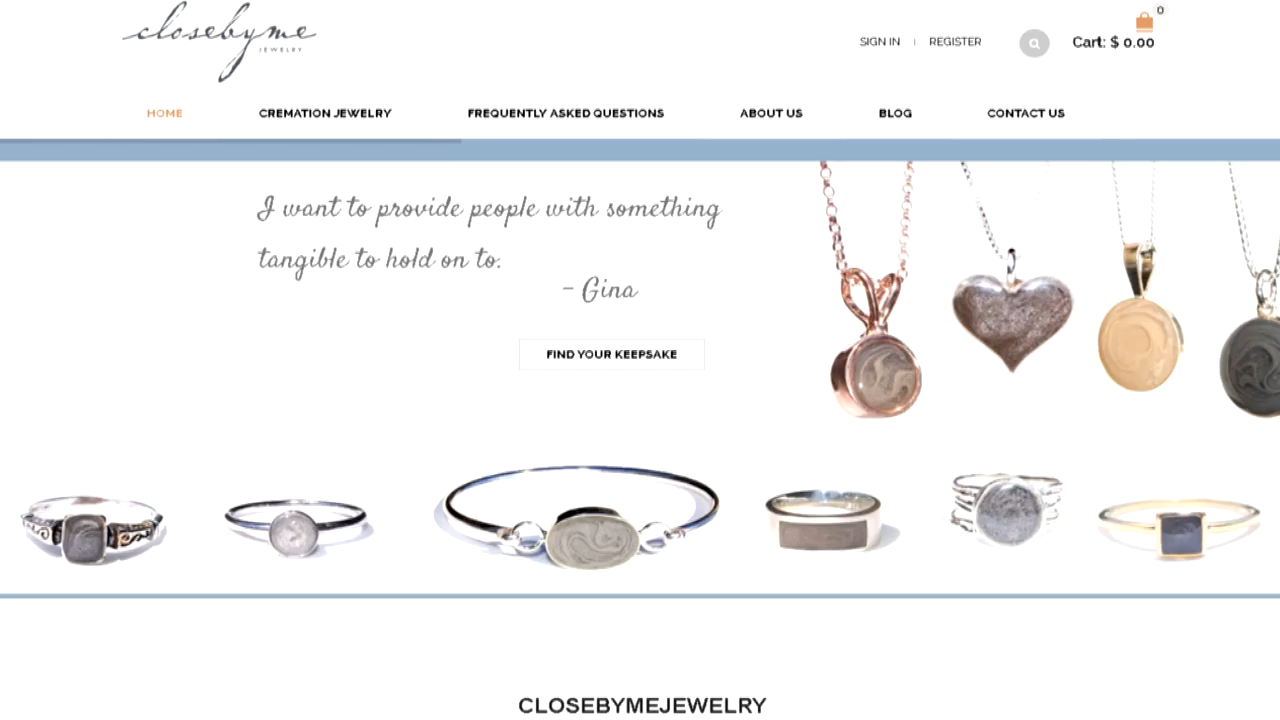 closebyme
JEWELRY
0
SIGN IN | REGISTER
Cart: $ 0.00
HOME CREMATION JEWELRY FREQUENTLY ASKED QUESTIONS ABOUT US BLOG CONTACT US
I want to provide people with something
tangible to hold on to.
- Gina
FIND YOUR KEEPSAKE
CLOSEBYMEJEWELRY